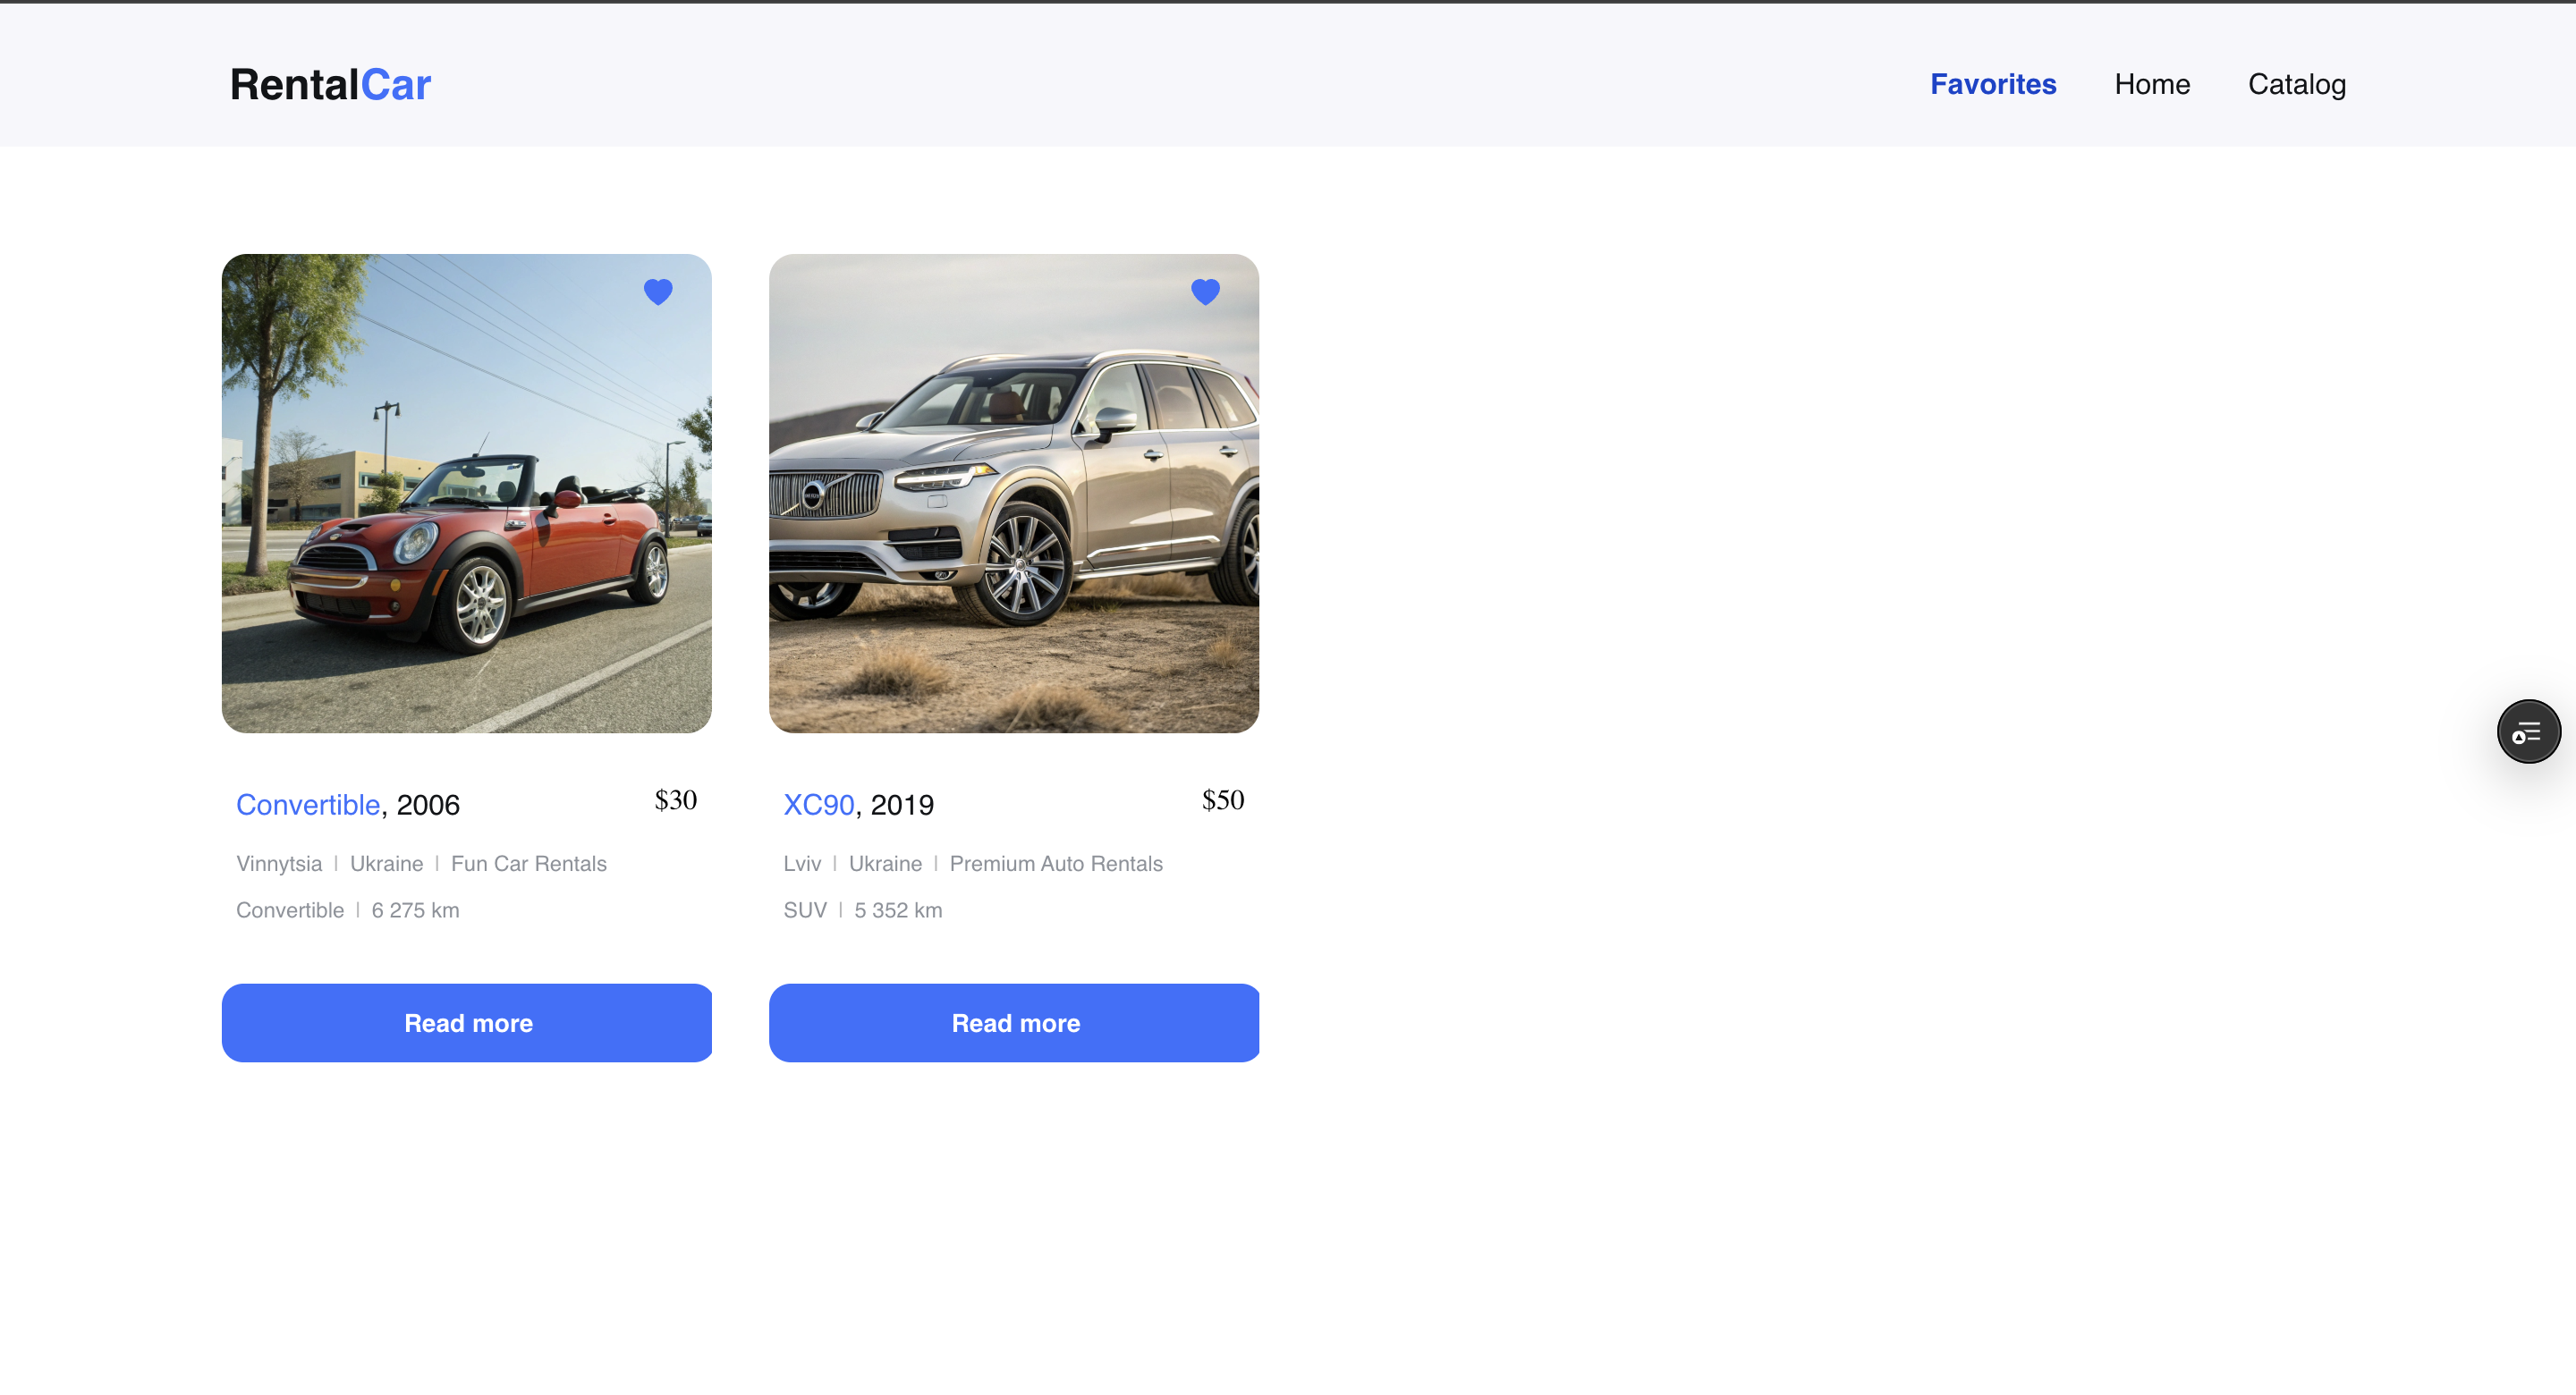 RentalCar
Favorites Home Catalog
Convertible, 2006 $30
Vinnytsia | Ukraine | Fun Car Rentals
Convertible | 6 275 km
Read more
XC90, 2019 $50
Lviv | Ukraine | Premium Auto Rentals
SUV | 5 352 km
Read more